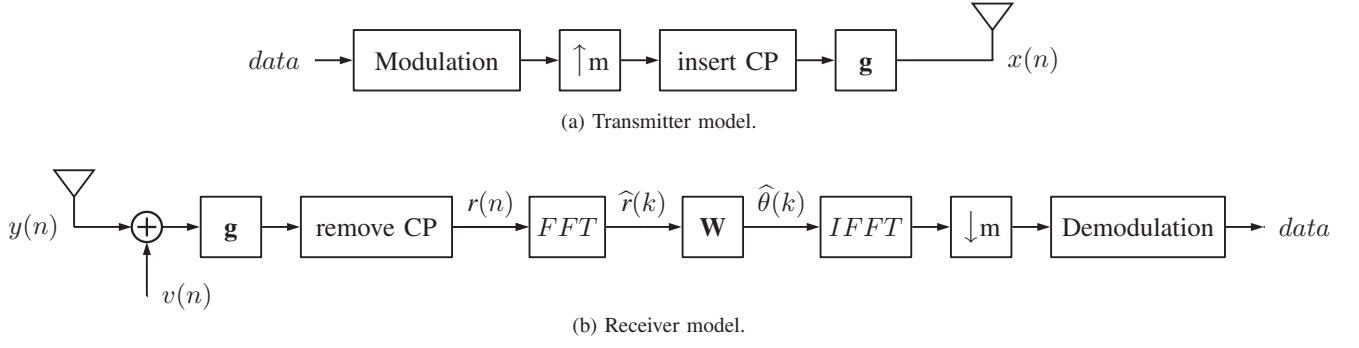 data Modulation ↑m insert CP g x(n)
(a) Transmitter model.
y(n) + v(n) g remove CP r(n) FFT r̂(k) W θ̂(k) IFFT ↓m Demodulation data
(b) Receiver model.